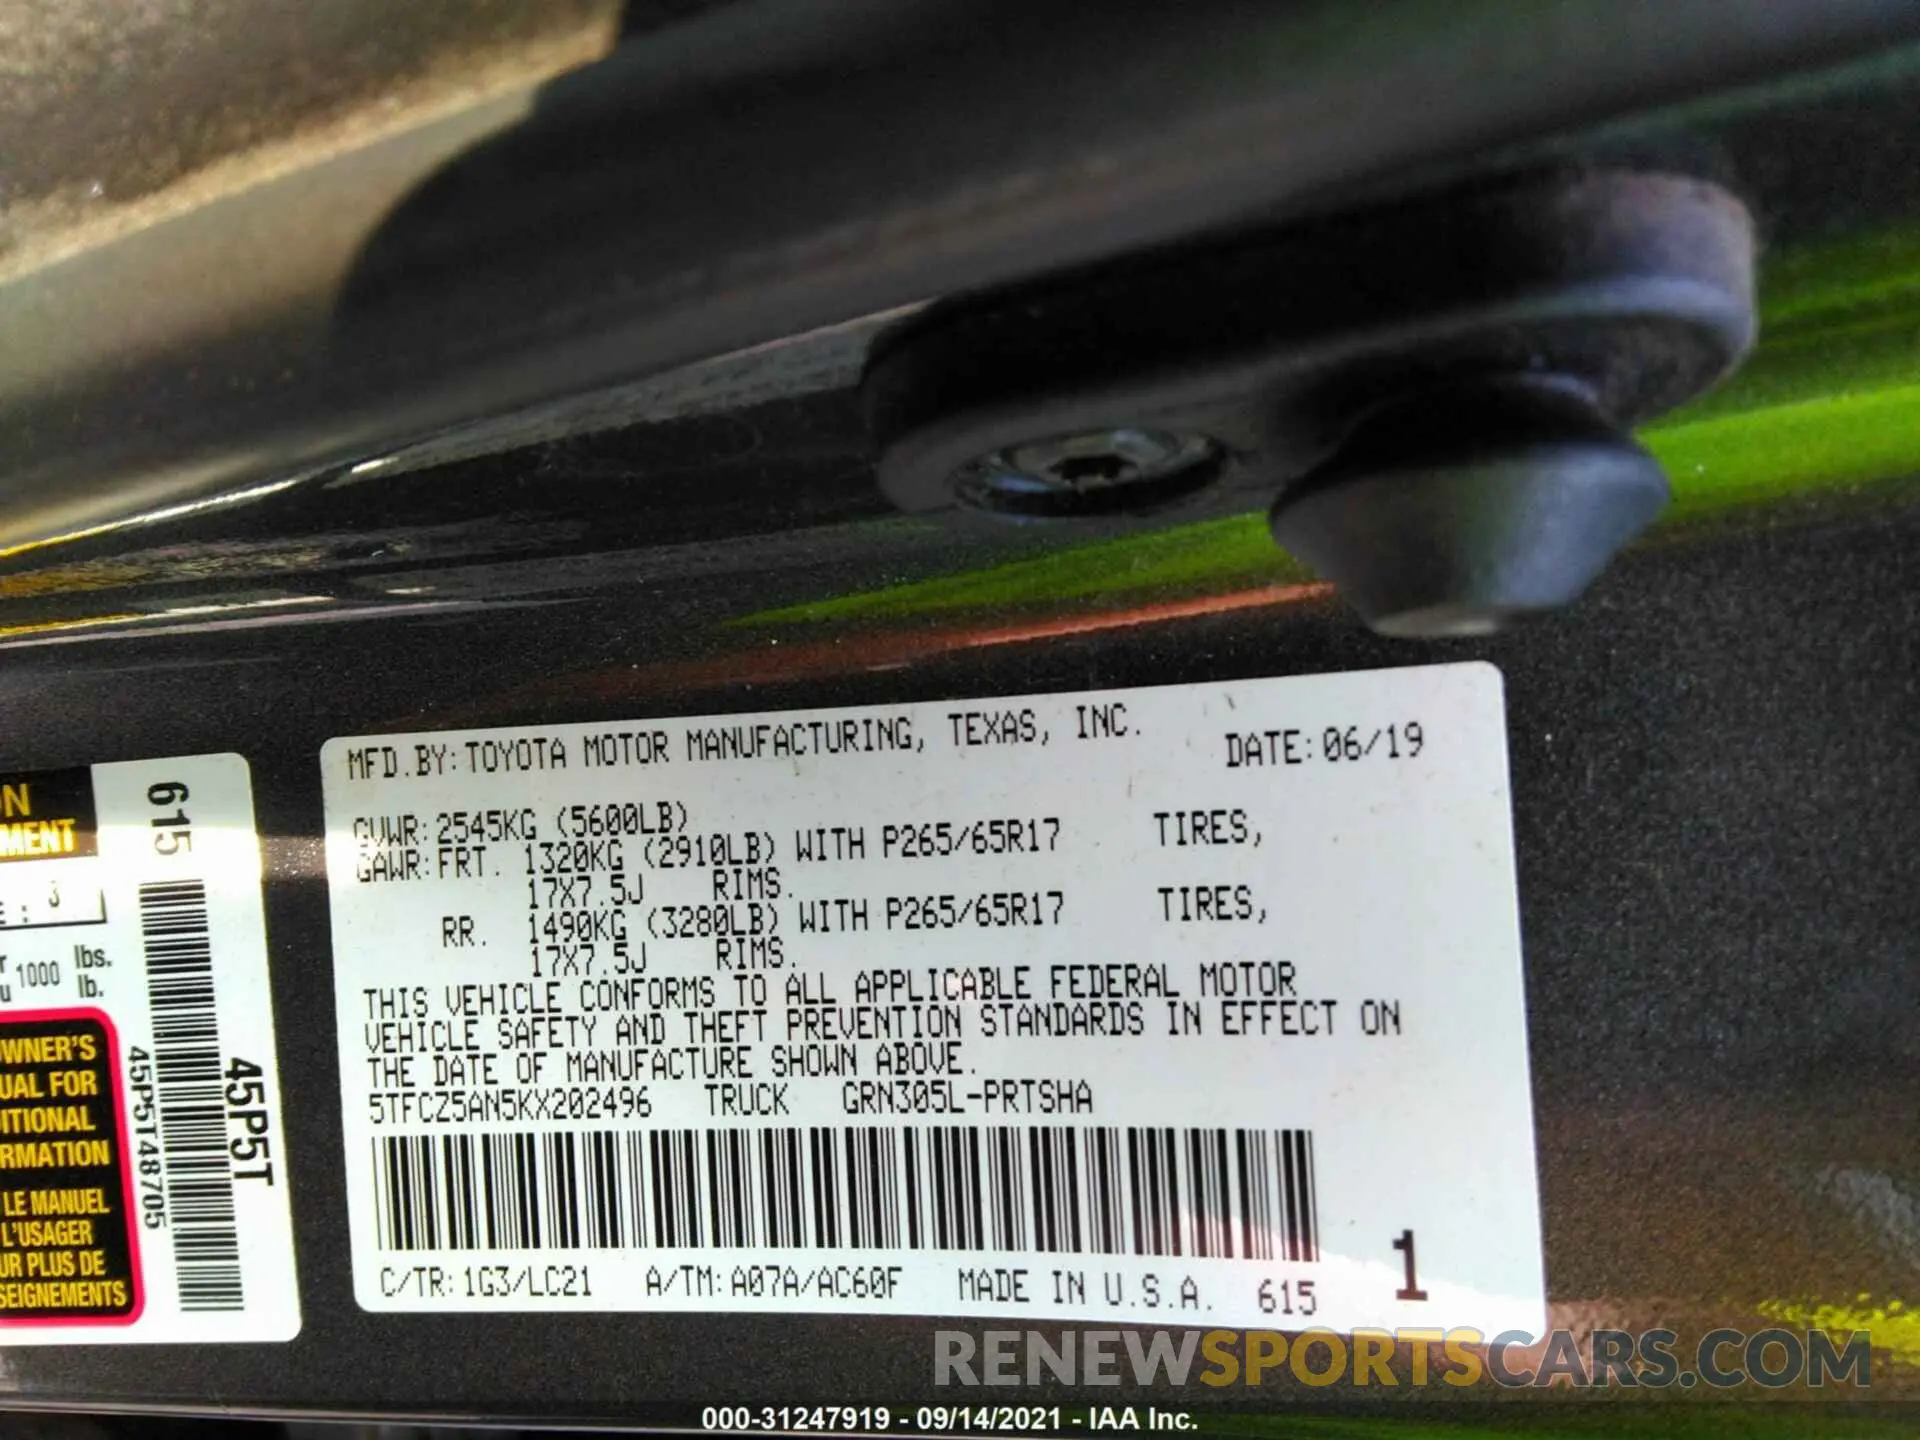 MFD.BY:TOYOTA MOTOR MANUFACTURING, TEXAS, INC. DATE:06/19
GVWR:2545KG (5600LB)
GAWR:FRT. 1320KG (2910LB) WITH P265/65R17 TIRES,
17X7.5J RIMS.
RR. 1490KG (3280LB) WITH P265/65R17 TIRES,
17X7.5J RIMS.
THIS VEHICLE CONFORMS TO ALL APPLICABLE FEDERAL MOTOR
VEHICLE SAFETY AND THEFT PREVENTION STANDARDS IN EFFECT ON
THE DATE OF MANUFACTURE SHOWN ABOVE.
5TFCZ5AN5KX202496 TRUCK GRN305L-PRTSHA
C/TR:1G3/LC21 A/TM:A07A/AC60F MADE IN U.S.A. 615
1
ON
MENT
E : 3
1000 lbs.
lb.
OWNER'S
UAL FOR
DITIONAL
RMATION
LE MANUEL
L'USAGER
UR PLUS DE
SEIGNEMENTS
615
45P5T48705
45P5T
RENEWSPORTSCARS.COM
000-31247919 - 09/14/2021 - IAA Inc.